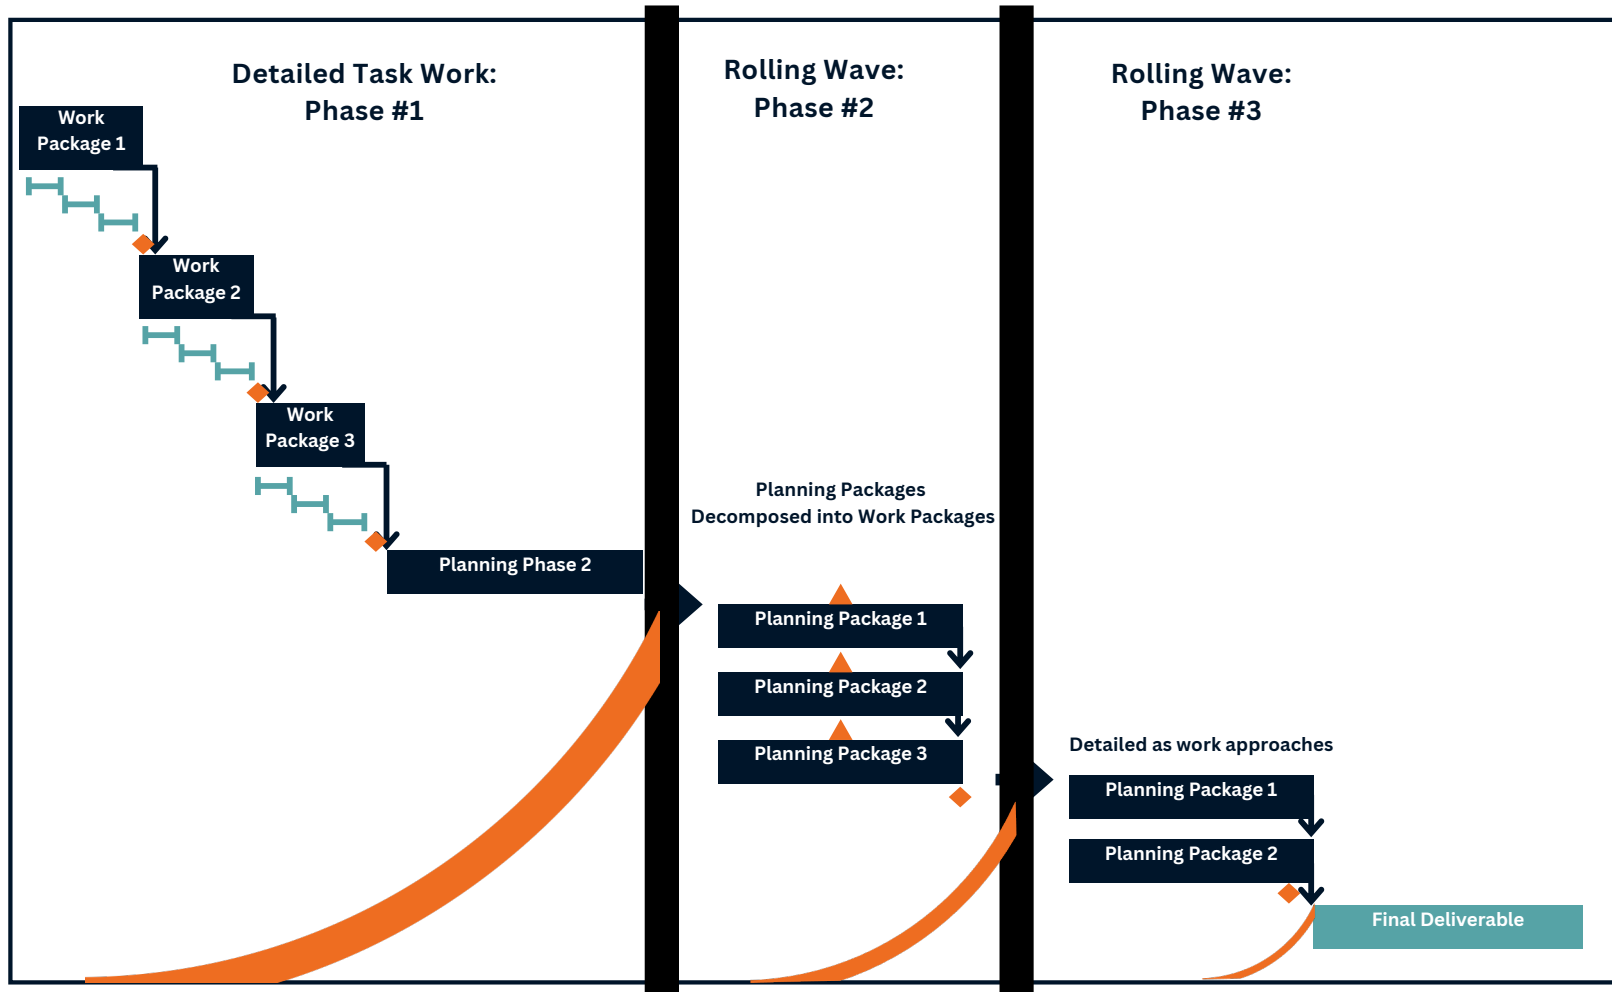 Detailed Task Work:
Phase #1
Rolling Wave:
Phase #2
Rolling Wave:
Phase #3
Work
Package 1
Work
Package 2
Work
Package 3
Planning Phase 2
Planning Packages
Decomposed into Work Packages
Planning Package 1
Planning Package 2
Planning Package 3
Detailed as work approaches
Planning Package 1
Planning Package 2
Final Deliverable